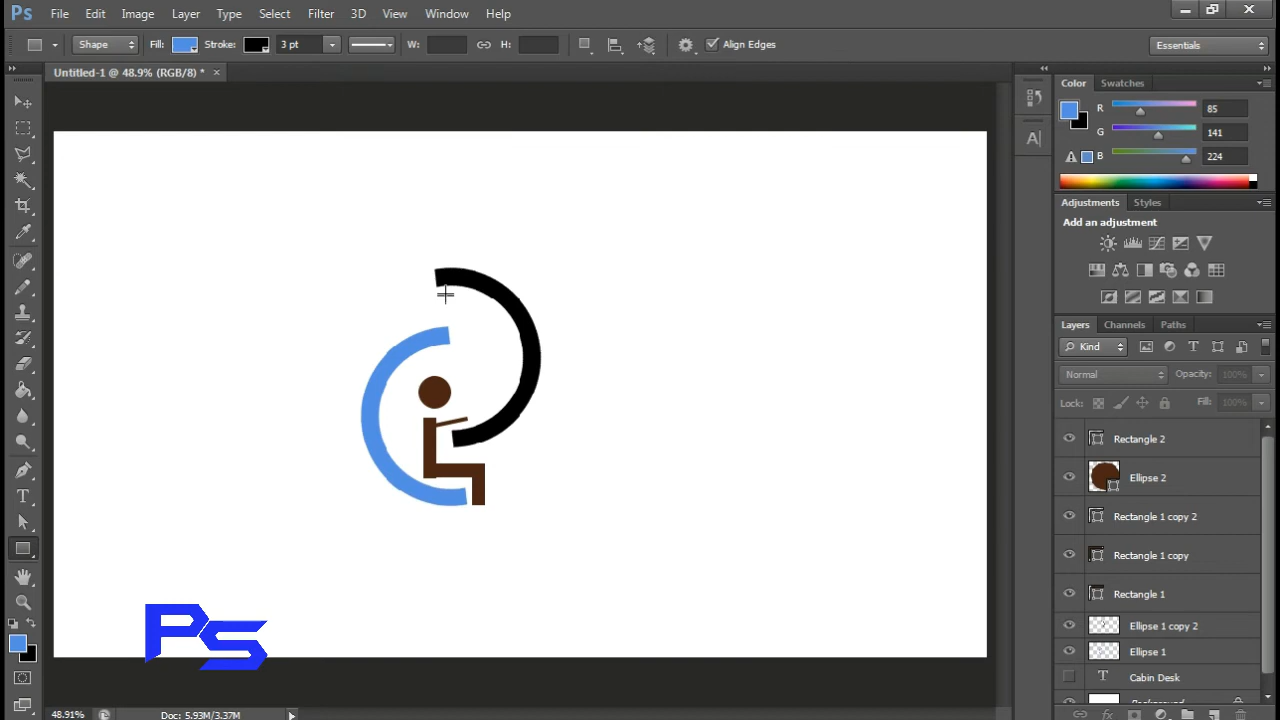 Ps File Edit Image Layer Type Select Filter 3D View Window Help
Shape Fill: Stroke: 3 pt W: H: Align Edges Essentials
Untitled-1 @ 48.9% (RGB/8) * ×
Color Swatches
R 85
G 141
B 224
Adjustments Styles
Add an adjustment
Layers Channels Paths
Kind
Normal Opacity: 100%
Lock: Fill: 100%
Rectangle 2
Ellipse 2
Rectangle 1 copy 2
Rectangle 1 copy
Rectangle 1
Ellipse 1 copy 2
Ellipse 1
Cabin Desk
Background
PS
48.91% Doc: 5.93M/3.37M